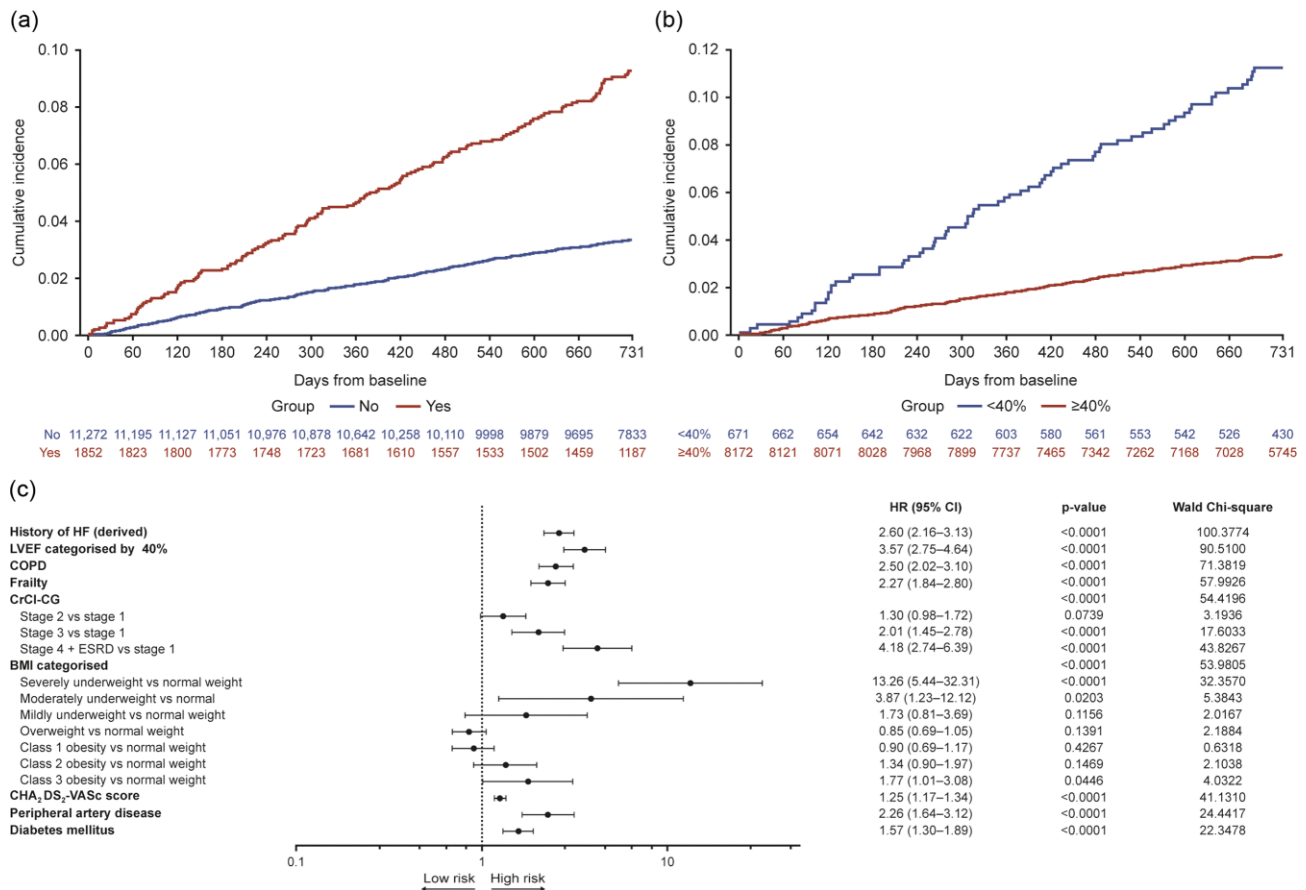 (a)
0.10
0.08
0.06
0.04
0.02
0.00
Cumulative incidence
0 60 120 180 240 300 360 420 480 540 600 660 731
Days from baseline
Group No Yes
No 11,272 11,195 11,127 11,051 10,976 10,878 10,642 10,258 10,110 9998 9879 9695 7833
Yes 1852 1823 1800 1773 1748 1723 1681 1610 1557 1533 1502 1459 1187
(b)
0.12
0.10
0.08
0.06
0.04
0.02
0.00
Cumulative incidence
0 60 120 180 240 300 360 420 480 540 600 660 731
Days from baseline
Group <40% ≥40%
<40% 671 662 654 642 632 622 603 580 561 553 542 526 430
≥40% 8172 8121 8071 8028 7968 7899 7737 7465 7342 7262 7168 7028 5745
(c)
HR (95% CI) p-value Wald Chi-square
History of HF (derived) 2.60 (2.16–3.13) <0.0001 100.3774
LVEF categorised by 40% 3.57 (2.75–4.64) <0.0001 90.5100
COPD 2.50 (2.02–3.10) <0.0001 71.3819
Frailty 2.27 (1.84–2.80) <0.0001 57.9926
CrCl-CG <0.0001 54.4196
Stage 2 vs stage 1 1.30 (0.98–1.72) 0.0739 3.1936
Stage 3 vs stage 1 2.01 (1.45–2.78) <0.0001 17.6033
Stage 4 + ESRD vs stage 1 4.18 (2.74–6.39) <0.0001 43.8267
BMI categorised <0.0001 53.9805
Severely underweight vs normal weight 13.26 (5.44–32.31) <0.0001 32.3570
Moderately underweight vs normal 3.87 (1.23–12.12) 0.0203 5.3843
Mildly underweight vs normal weight 1.73 (0.81–3.69) 0.1156 2.0167
Overweight vs normal weight 0.85 (0.69–1.05) 0.1391 2.1884
Class 1 obesity vs normal weight 0.90 (0.69–1.17) 0.4267 0.6318
Class 2 obesity vs normal weight 1.34 (0.90–1.97) 0.1469 2.1038
Class 3 obesity vs normal weight 1.77 (1.01–3.08) 0.0446 4.0322
CHA₂DS₂-VASc score 1.25 (1.17–1.34) <0.0001 41.1310
Peripheral artery disease 2.26 (1.64–3.12) <0.0001 24.4417
Diabetes mellitus 1.57 (1.30–1.89) <0.0001 22.3478
0.1 1 10
Low risk High risk